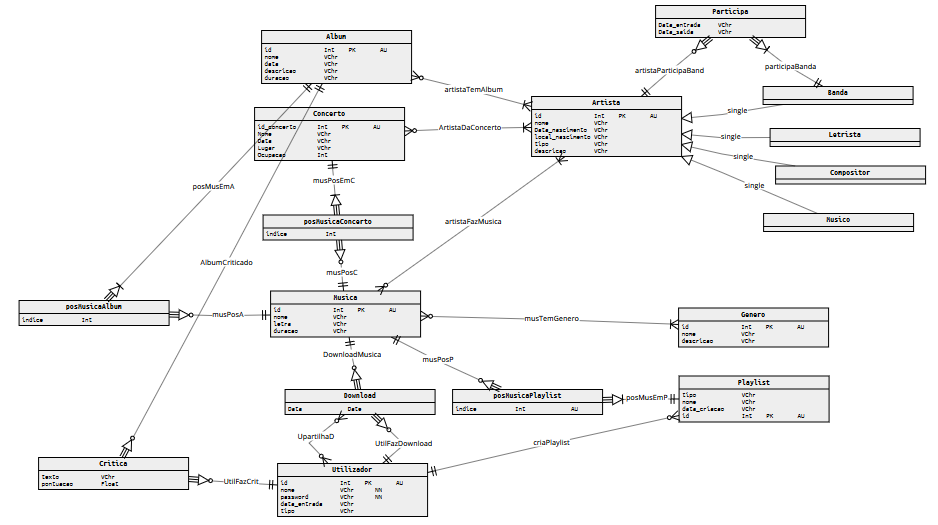 Participa
Data_entrada VChr
Data_saida VChr
Album
id Int PK AU
nome VChr
data VChr
descricao VChr
duracao VChr
artistaParticipaBand
participaBanda
artistaTemAlbum
Banda
Artista
id Int PK AU
nome VChr
Data_nascimento VChr
local_nascimento VChr
tipo VChr
descricao VChr
single
Concerto
id_concerto Int PK AU
Nome VChr
Data VChr
Lugar VChr
Ocupacao Int
ArtistaDaConcerto
single
Letrista
single
Compositor
musPosEmC
posMusEmA
single
Musico
posMusicaConcerto
indice Int
artistaFazMusica
AlbumCriticado
musPosC
Musica
id Int PK AU
nome VChr
letra VChr
duracao VChr
posMusicaAlbum
indice Int
musPosA
musTemGenero
Genero
id Int PK AU
nome VChr
descricao VChr
DownloadMusica
musPosP
Playlist
tipo VChr
nome VChr
data_criacao VChr
id Int PK AU
Download
Data Date
posMusicaPlaylist
indice Int AU
posMusEmP
UpartilhaD
UtilFazDownload
criaPlaylist
Critica
texto VChr
pontuacao Float
UtilFazCrit
Utilizador
id Int PK AU
nome VChr NN
password VChr NN
data_entrada VChr
tipo VChr